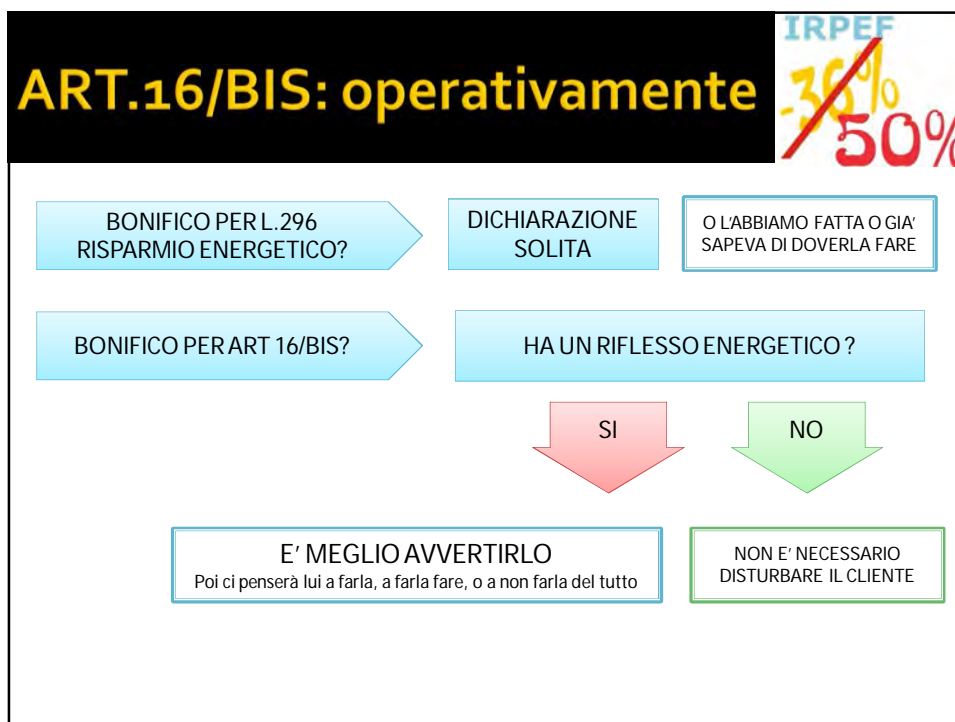 ART.16/BIS: operativamente
IRPEF
-36%
50%
BONIFICO PER L.296
RISPARMIO ENERGETICO?
DICHIARAZIONE
SOLITA
O L'ABBIAMO FATTA O GIA'
SAPEVA DI DOVERLA FARE
BONIFICO PER ART 16/BIS?
HA UN RIFLESSO ENERGETICO ?
SI
NO
E' MEGLIO AVVERTIRLO
Poi ci penserà lui a farla, a farla fare, o a non farla del tutto
NON E' NECESSARIO
DISTURBARE IL CLIENTE